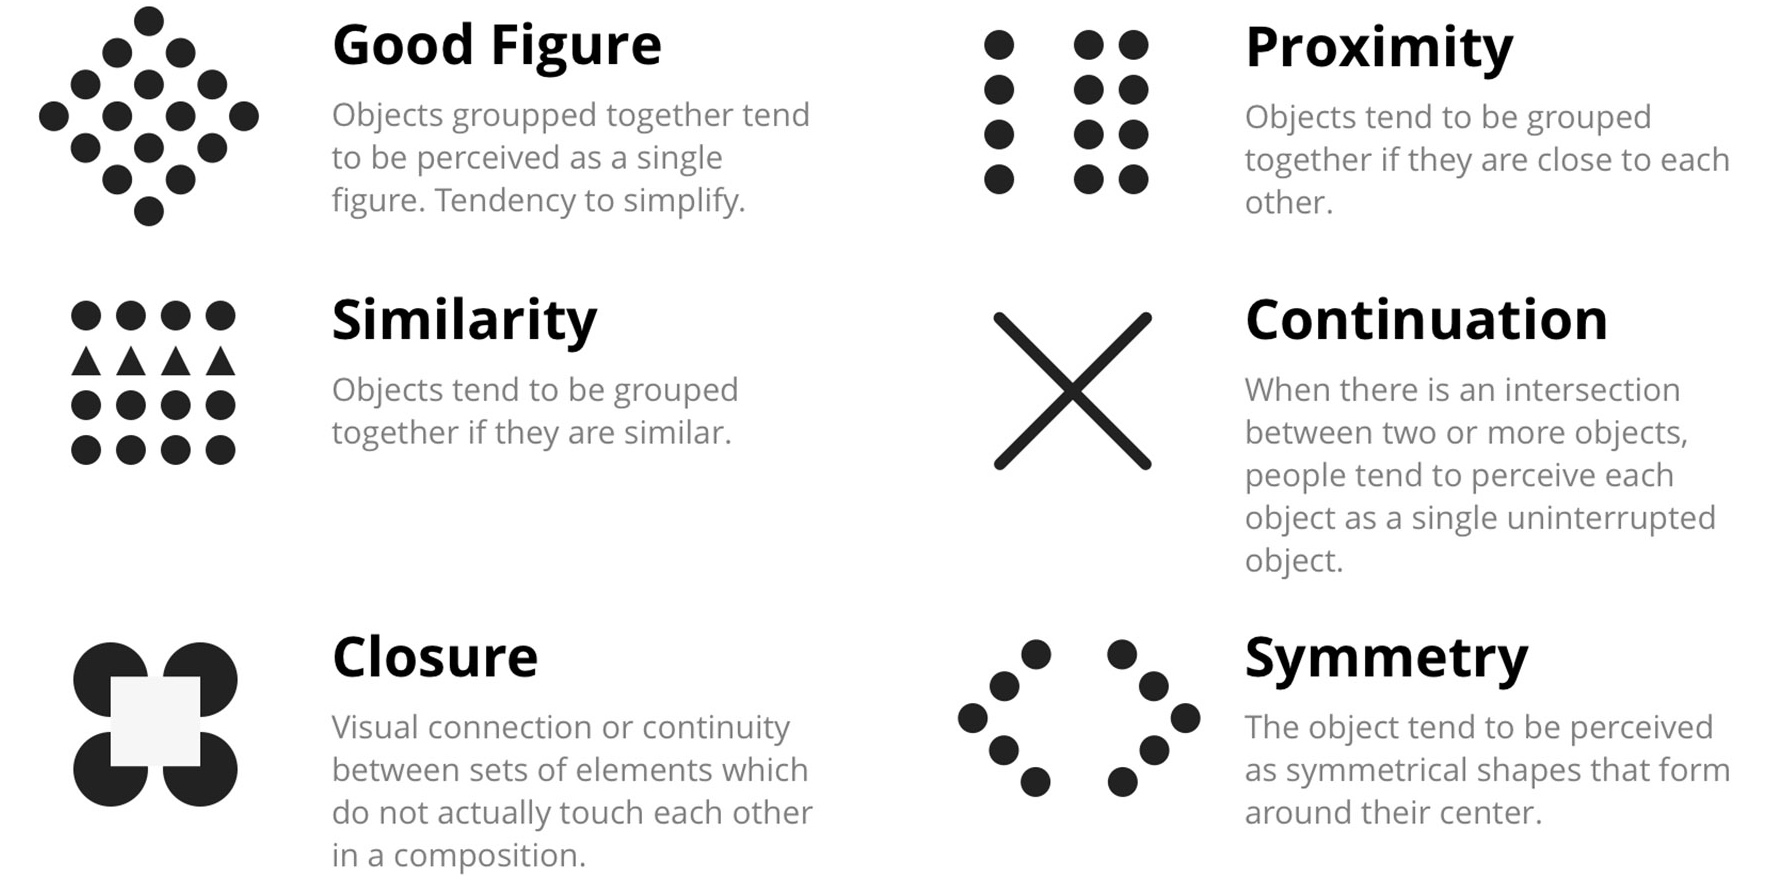 Good Figure
Objects groupped together tend
to be perceived as a single
figure. Tendency to simplify.
Proximity
Objects tend to be grouped
together if they are close to each
other.
Similarity
Objects tend to be grouped
together if they are similar.
Continuation
When there is an intersection
between two or more objects,
people tend to perceive each
object as a single uninterrupted
object.
Closure
Visual connection or continuity
between sets of elements which
do not actually touch each other
in a composition.
Symmetry
The object tend to be perceived
as symmetrical shapes that form
around their center.